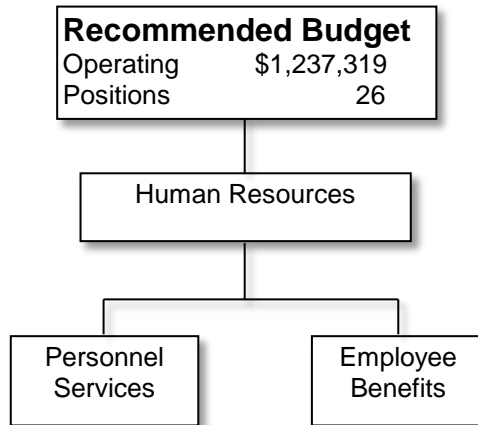 Recommended Budget
Operating $1,237,319
Positions 26
Human Resources
Personnel
Services
Employee
Benefits